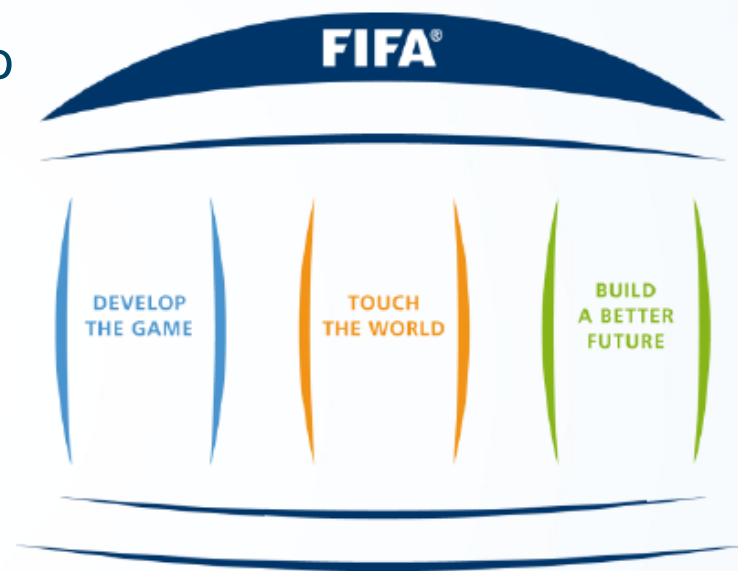 FIFA®
DEVELOP
THE GAME
TOUCH
THE WORLD
BUILD
A BETTER
FUTURE